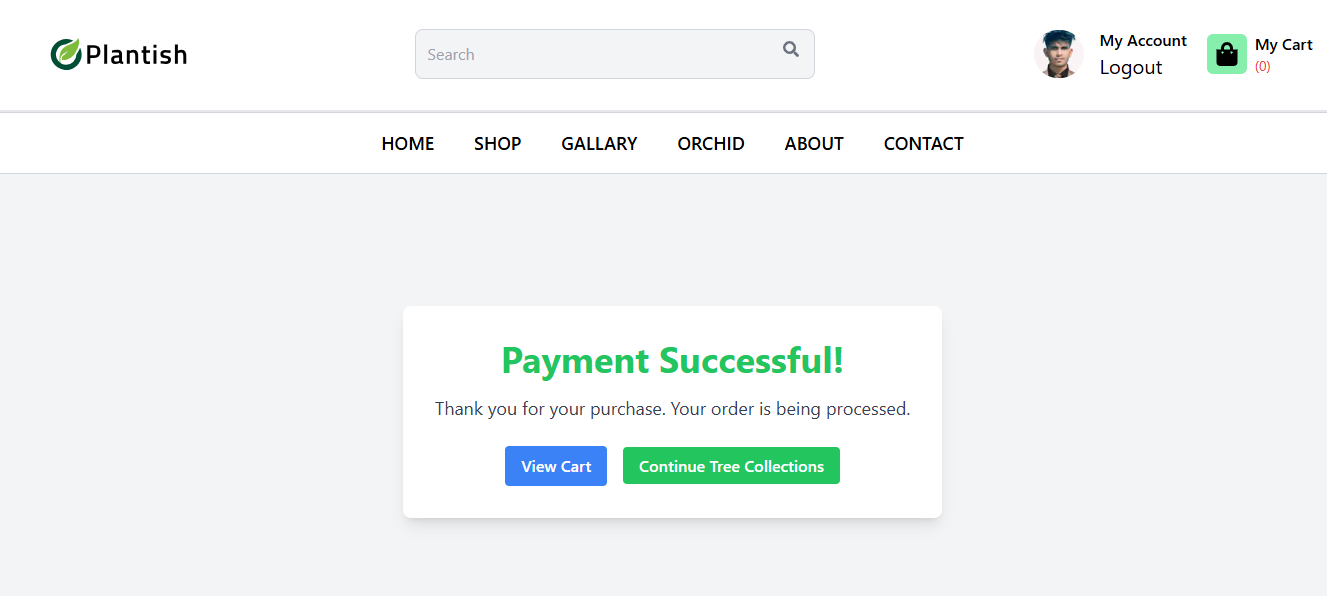 Plantish
Search
My Account
Logout
My Cart
(0)
HOME SHOP GALLARY ORCHID ABOUT CONTACT
Payment Successful!
Thank you for your purchase. Your order is being processed.
View Cart Continue Tree Collections